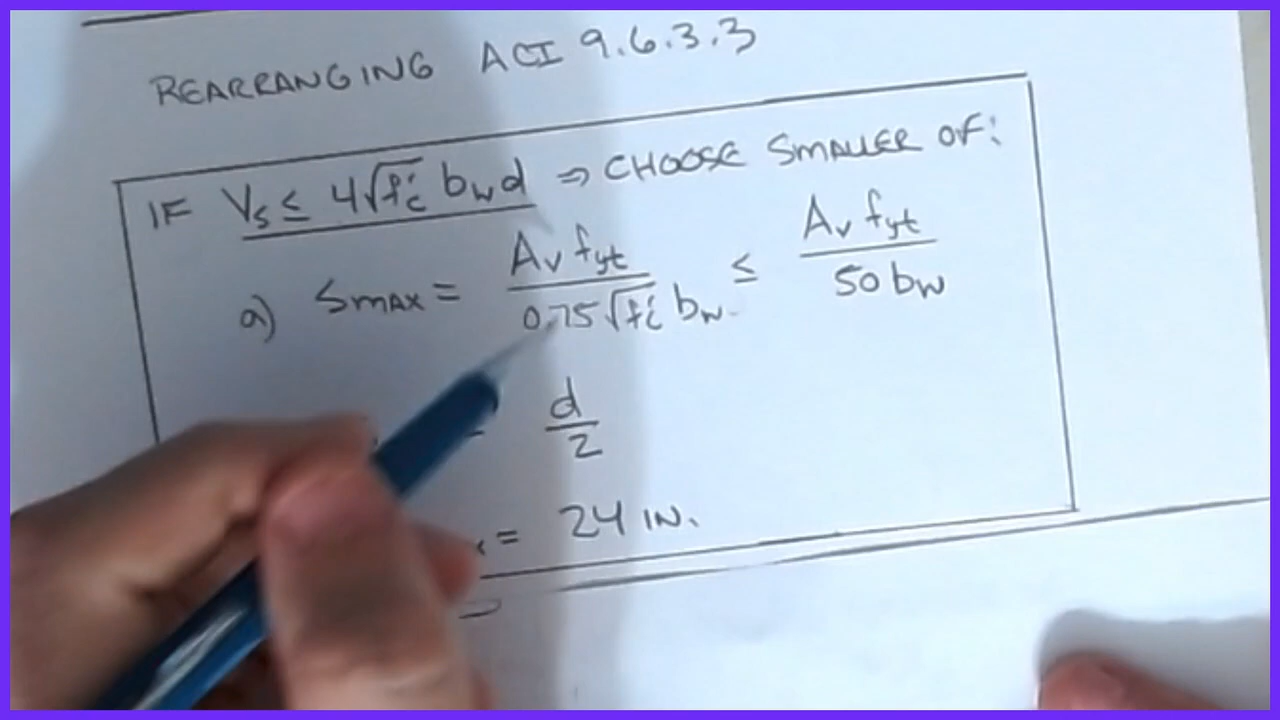 REARRANGING ACI 9.6.3.3
IF Vs ≤ 4√f'c bwd ⇒ CHOOSE SMALLER OF:
a) SMAX = Av fyt / 0.75√f'c bw ≤ Av fyt / 50 bw
= d/2
x = 24 IN.